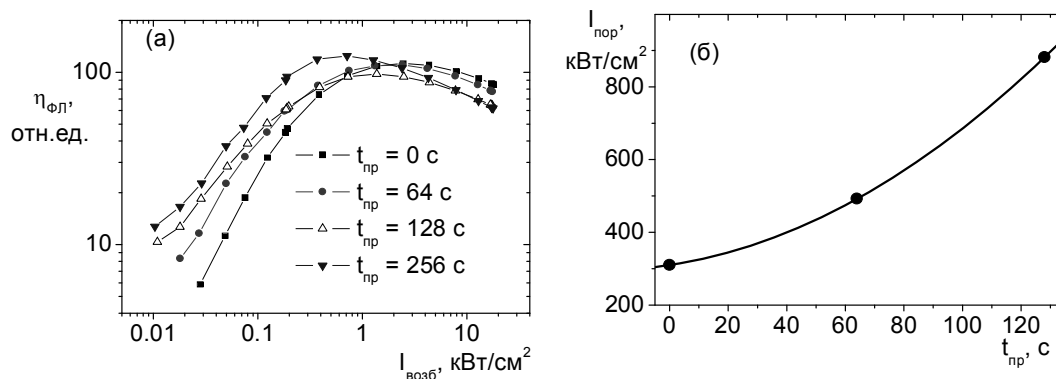 (а)
η_ФЛ,
отн.ед.
100
10
t_пр = 0 с
t_пр = 64 с
t_пр = 128 с
t_пр = 256 с
0.01 0.1 1 10
I_возб, кВт/см²
I_пор,
кВт/см²
(б)
800
600
400
200
0 20 40 60 80 100 120
t_пр, с